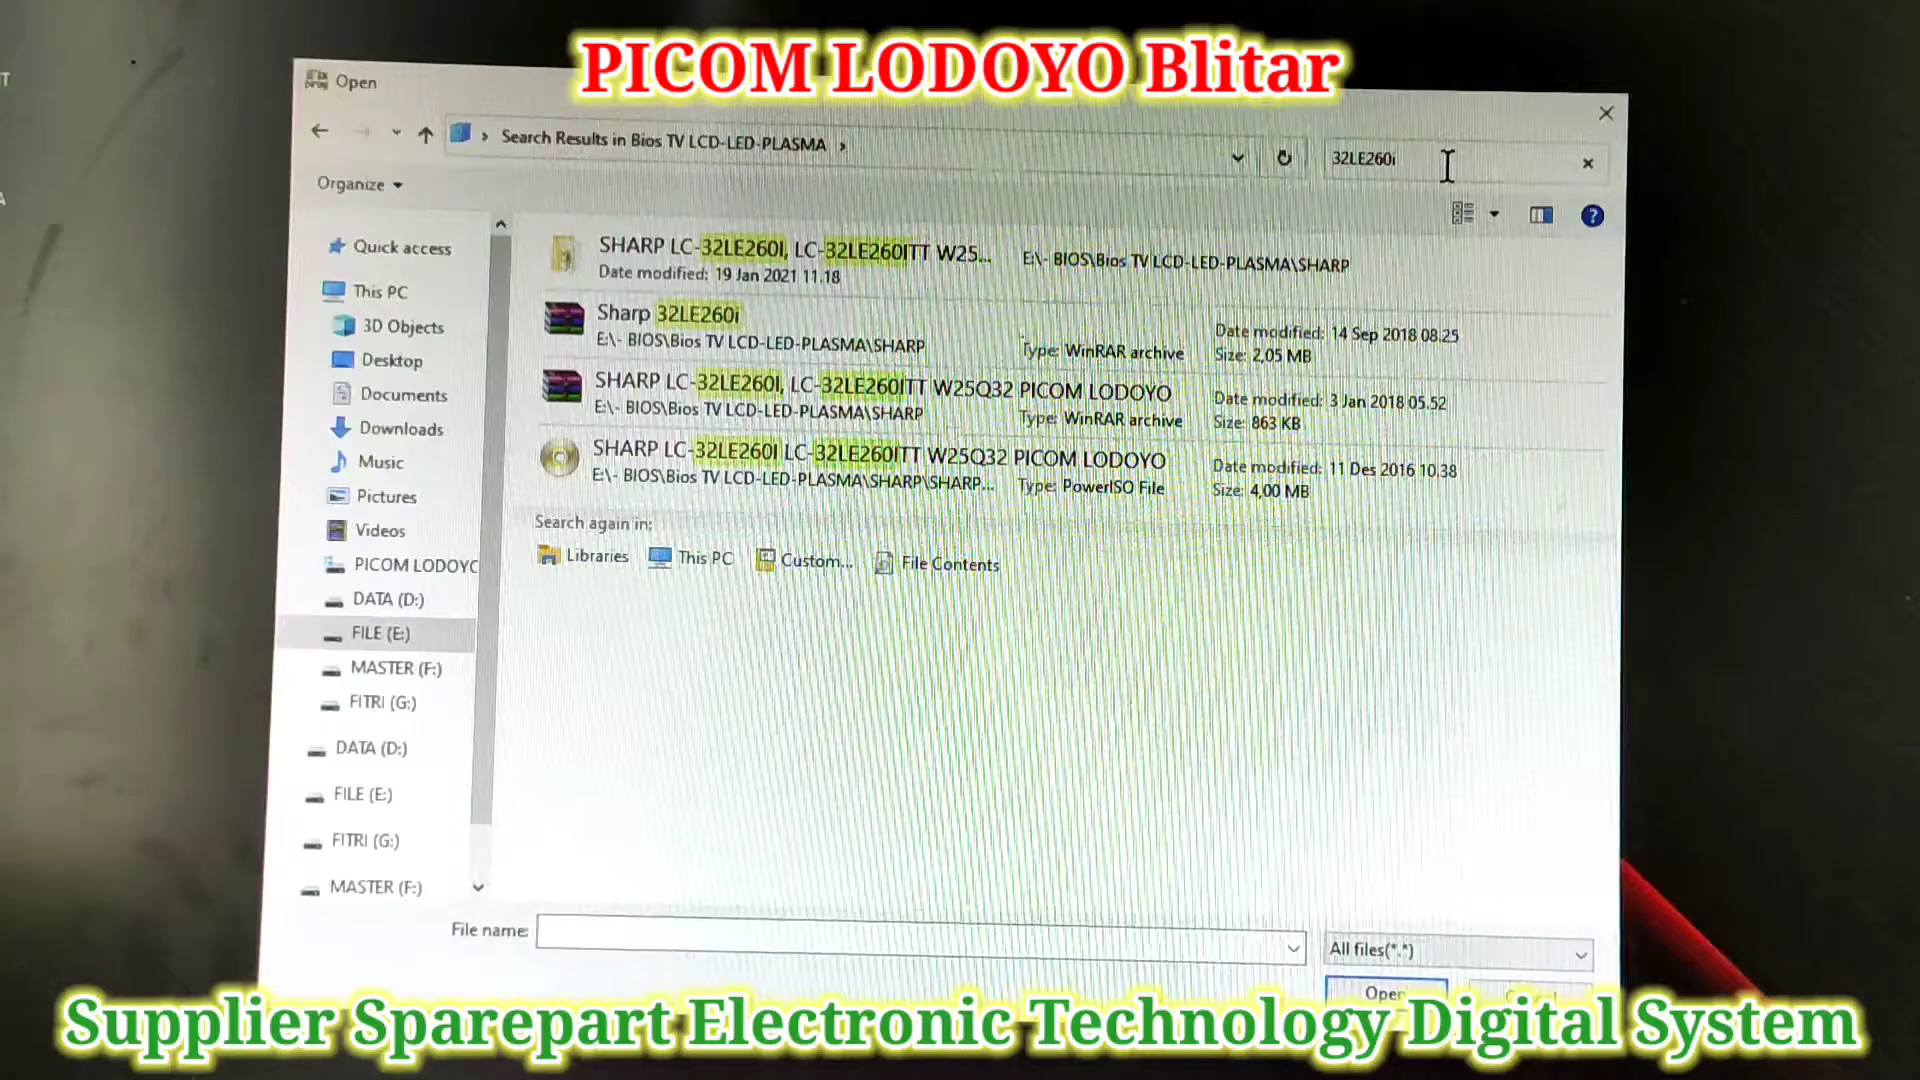 PICOM LODOYO Blitar
Open
Search Results in Bios TV LCD-LED-PLASMA
32LE260i
Organize
Quick access
This PC
3D Objects
Desktop
Documents
Downloads
Music
Pictures
Videos
PICOM LODOYO
DATA (D:)
FILE (E:)
MASTER (F:)
FITRI (G:)
DATA (D:)
FILE (E:)
FITRI (G:)
MASTER (F:)
SHARP LC-32LE260I, LC-32LE260ITT W25...
E:\- BIOS\Bios TV LCD-LED-PLASMA\SHARP
Date modified: 19 Jan 2021 11.18
Sharp 32LE260i
E:\- BIOS\Bios TV LCD-LED-PLASMA\SHARP
Type: WinRAR archive
Date modified: 14 Sep 2018 08.25
Size: 2,05 MB
SHARP LC-32LE260I, LC-32LE260ITT W25Q32 PICOM LODOYO
E:\- BIOS\Bios TV LCD-LED-PLASMA\SHARP
Type: WinRAR archive
Date modified: 3 Jan 2018 05.52
Size: 863 KB
SHARP LC-32LE260I LC-32LE260ITT W25Q32 PICOM LODOYO
E:\- BIOS\Bios TV LCD-LED-PLASMA\SHARP\SHARP...
Type: PowerISO File
Date modified: 11 Des 2016 10.38
Size: 4,00 MB
Search again in:
Libraries
This PC
Custom...
File Contents
File name:
All files(*.*)
Open
Supplier Sparepart Electronic Technology Digital System